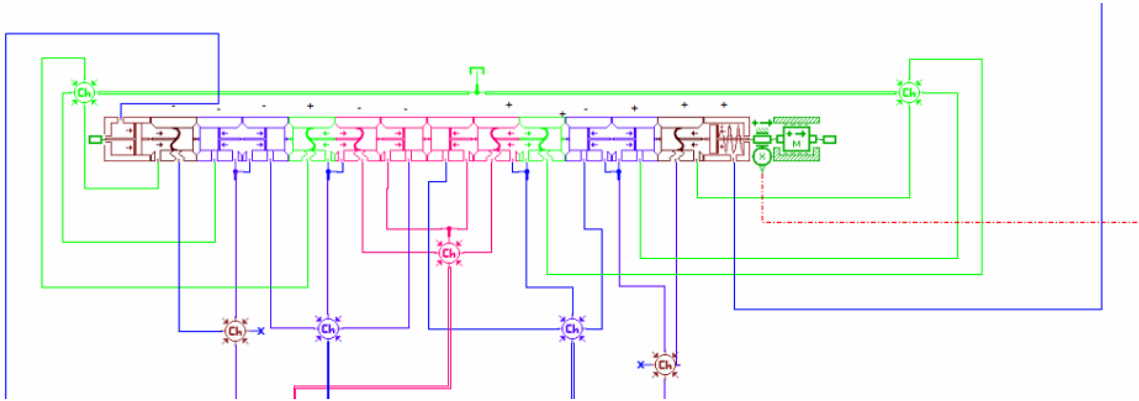 Ch Ch
- - - + - - + + - + + +
+
M
x
Ch
Ch Ch Ch
x
x Ch